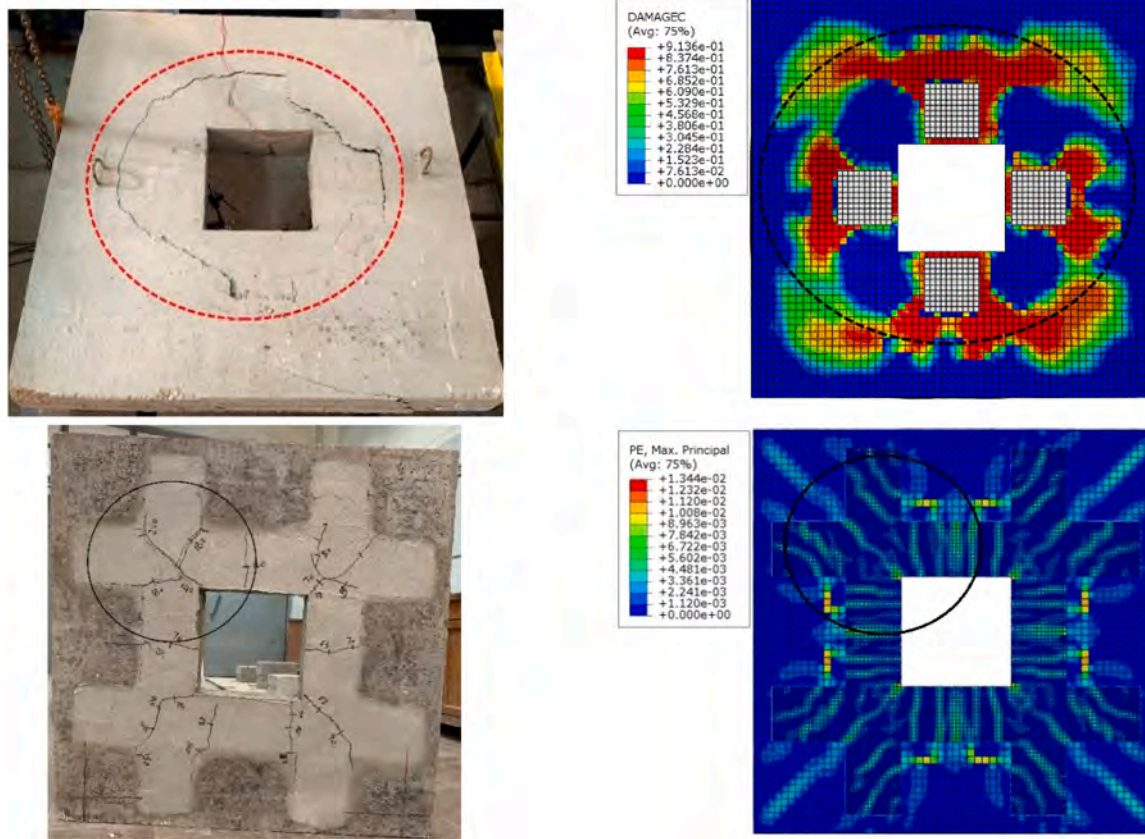 DAMAGEC
(Avg: 75%)
+9.136e-01
+8.374e-01
+7.613e-01
+6.852e-01
+6.090e-01
+5.329e-01
+4.568e-01
+3.806e-01
+3.045e-01
+2.284e-01
+1.523e-01
+7.613e-02
+0.000e+00
PE, Max. Principal
(Avg: 75%)
+1.344e-02
+1.232e-02
+1.120e-02
+1.008e-02
+8.963e-03
+7.842e-03
+6.722e-03
+5.602e-03
+4.481e-03
+3.361e-03
+2.241e-03
+1.120e-03
+0.000e+00